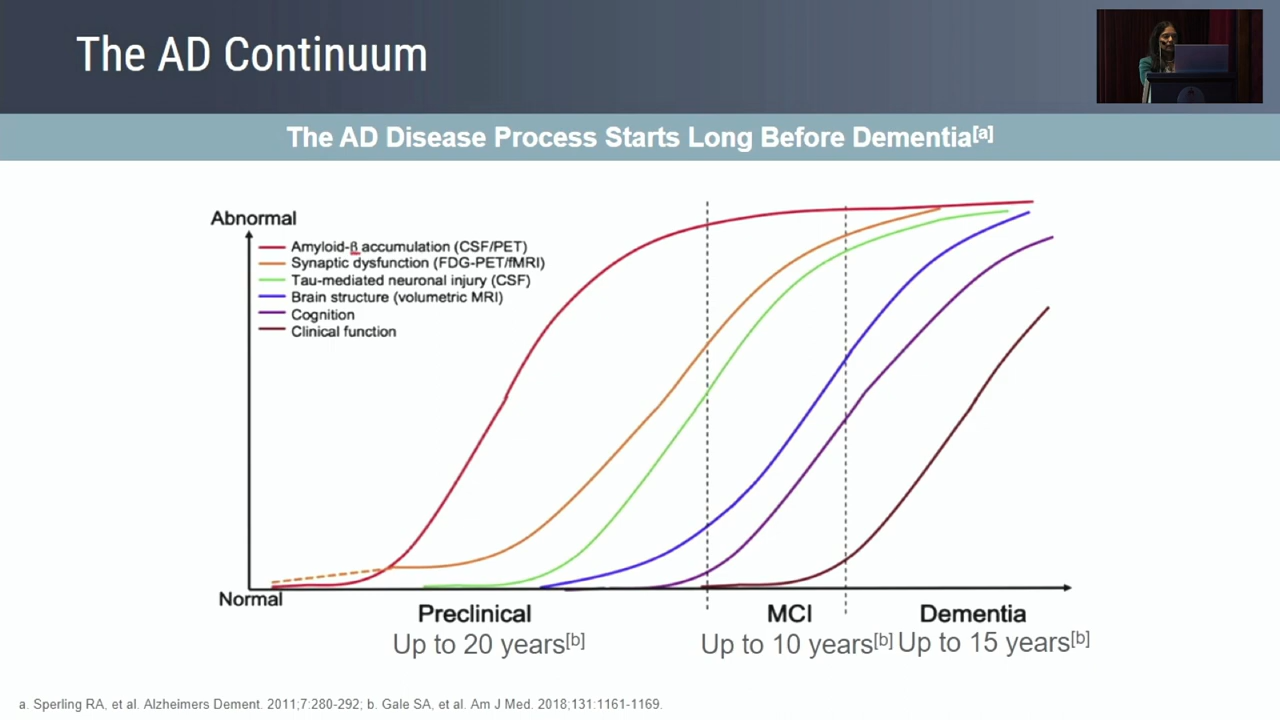 The AD Continuum
The AD Disease Process Starts Long Before Dementia[a]
Abnormal
Amyloid-β accumulation (CSF/PET)
Synaptic dysfunction (FDG-PET/fMRI)
Tau-mediated neuronal injury (CSF)
Brain structure (volumetric MRI)
Cognition
Clinical function
Normal
Preclinical MCI Dementia
Up to 20 years[b] Up to 10 years[b] Up to 15 years[b]
a. Sperling RA, et al. Alzheimers Dement. 2011;7:280-292; b. Gale SA, et al. Am J Med. 2018;131:1161-1169.